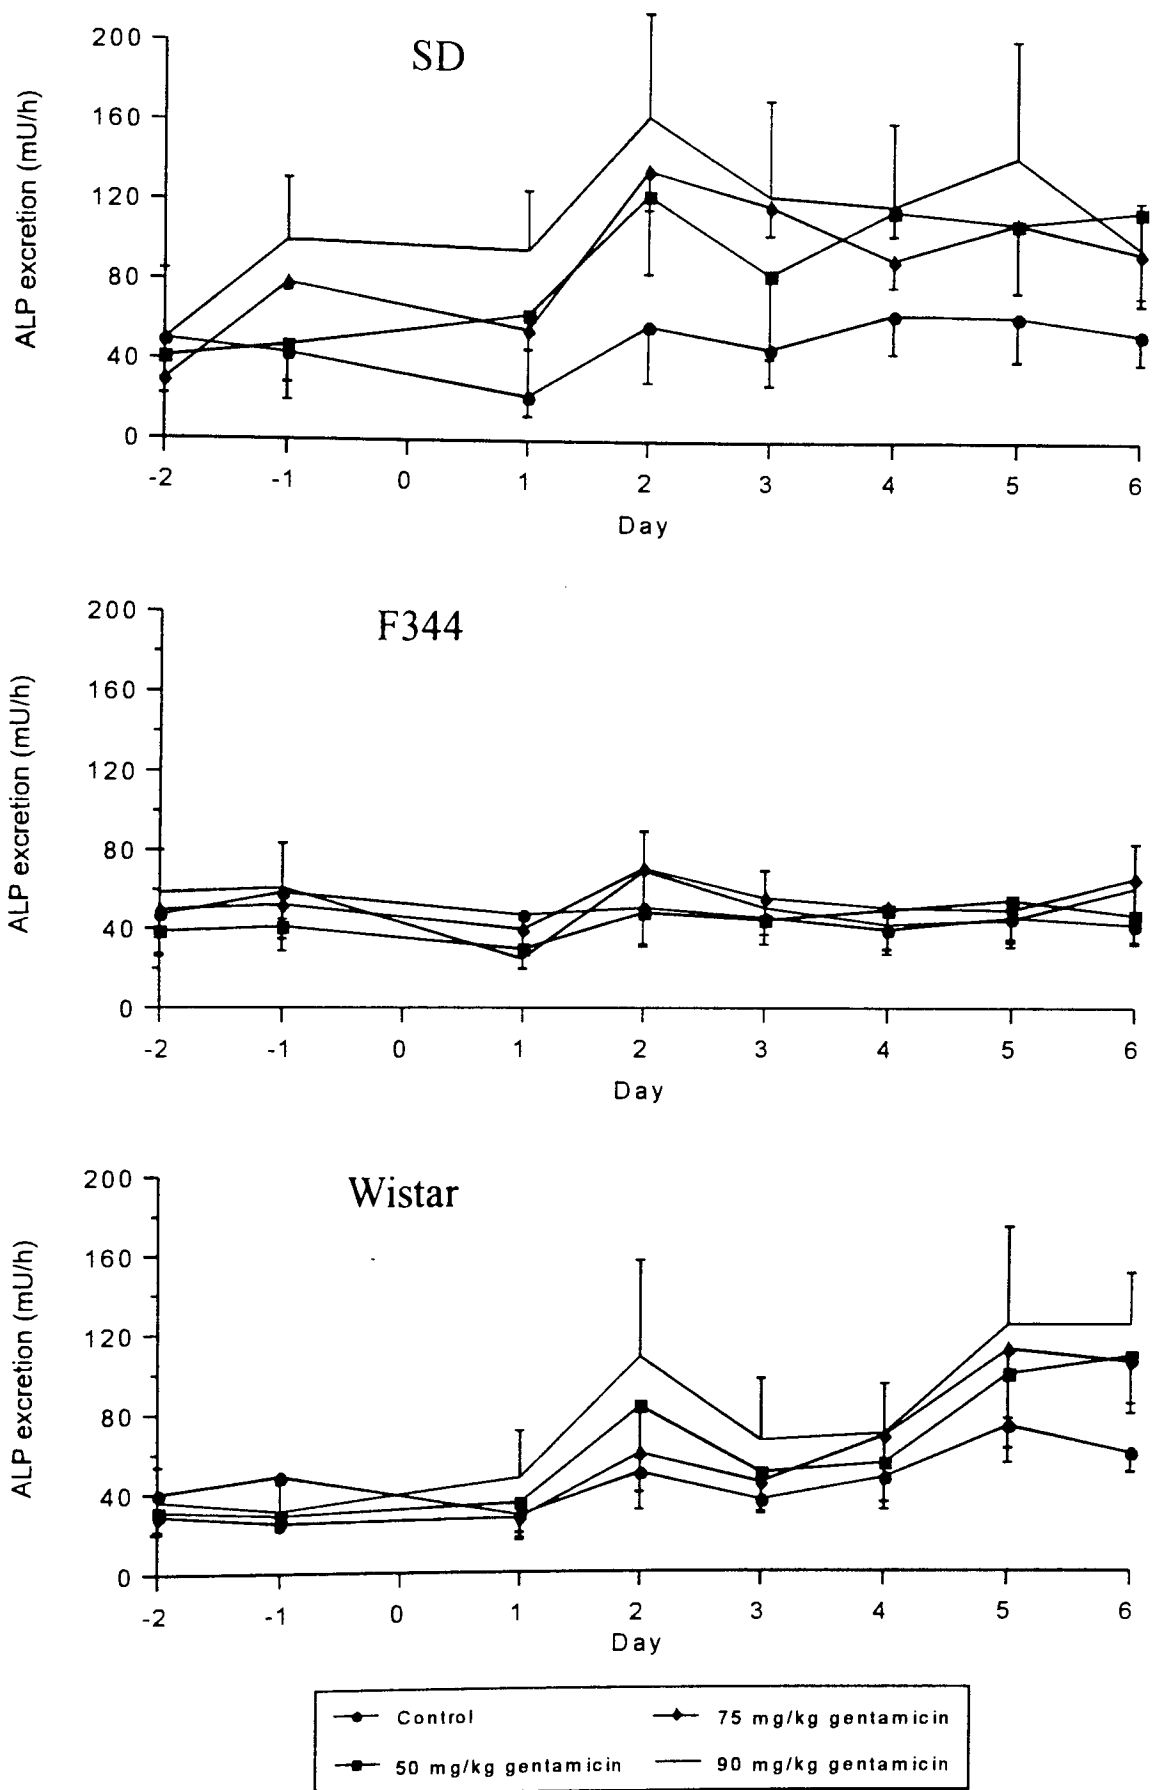 SD
200
160
120
80
40
0
ALP excretion (mU/h)
-2 -1 0 1 2 3 4 5 6
Day
F344
200
160
120
80
40
0
ALP excretion (mU/h)
-2 -1 0 1 2 3 4 5 6
Day
Wistar
200
160
120
80
40
0
ALP excretion (mU/h)
-2 -1 0 1 2 3 4 5 6
Day
Control 75 mg/kg gentamicin
50 mg/kg gentamicin 90 mg/kg gentamicin